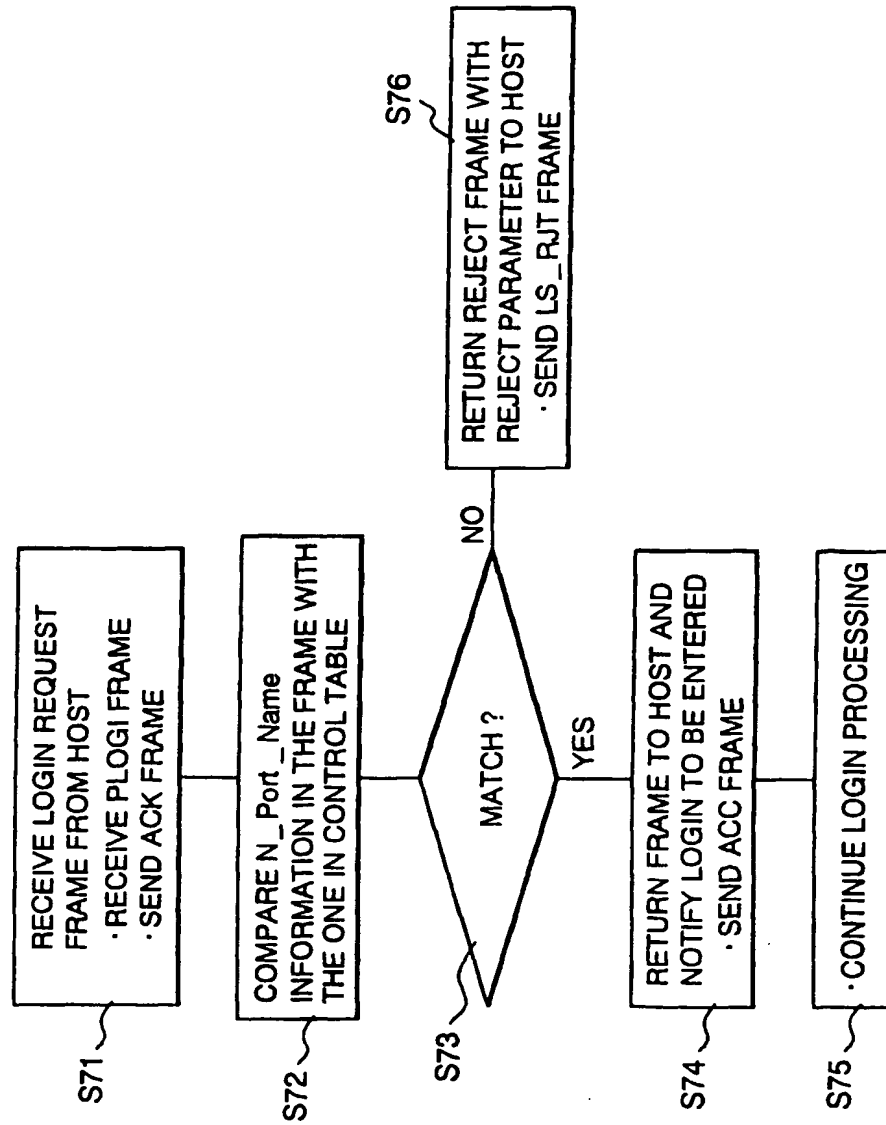 S71
RECEIVE LOGIN REQUEST
FRAME FROM HOST
· RECEIVE PLOGI FRAME
· SEND ACK FRAME
S72
COMPARE N_Port_Name
INFORMATION IN THE FRAME WITH
THE ONE IN CONTROL TABLE
S73
MATCH ?
NO
YES
S76
RETURN REJECT FRAME WITH
REJECT PARAMETER TO HOST
· SEND LS_RJT FRAME
S74
RETURN FRAME TO HOST AND
NOTIFY LOGIN TO BE ENTERED
· SEND ACC FRAME
S75
· CONTINUE LOGIN PROCESSING